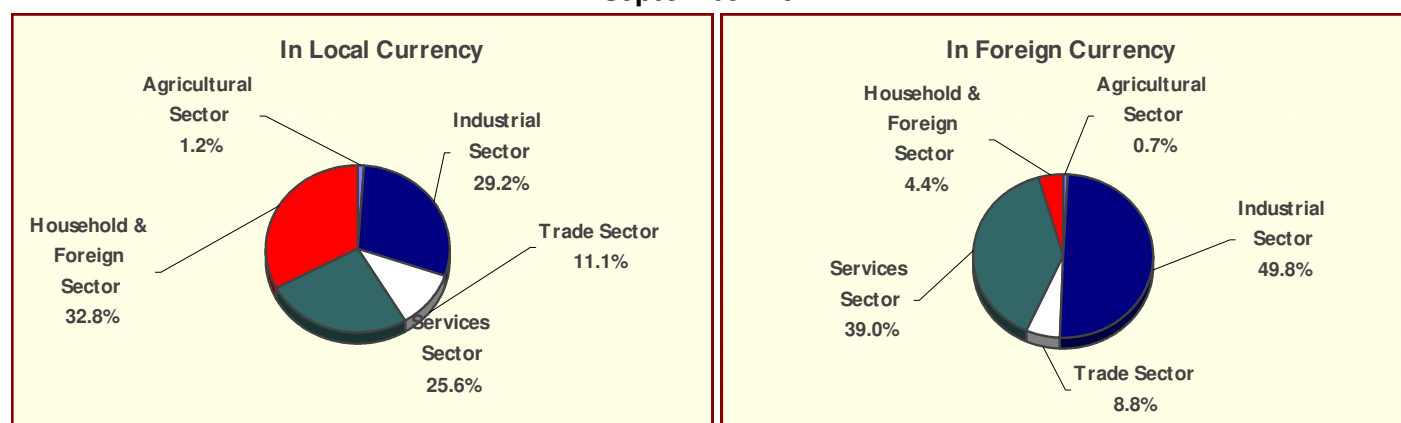 In Local Currency
Agricultural
Sector
1.2%
Industrial
Sector
29.2%
Trade Sector
11.1%
Services
Sector
25.6%
Household &
Foreign
Sector
32.8%
In Foreign Currency
Household &
Foreign
Sector
4.4%
Agricultural
Sector
0.7%
Industrial
Sector
49.8%
Services
Sector
39.0%
Trade Sector
8.8%